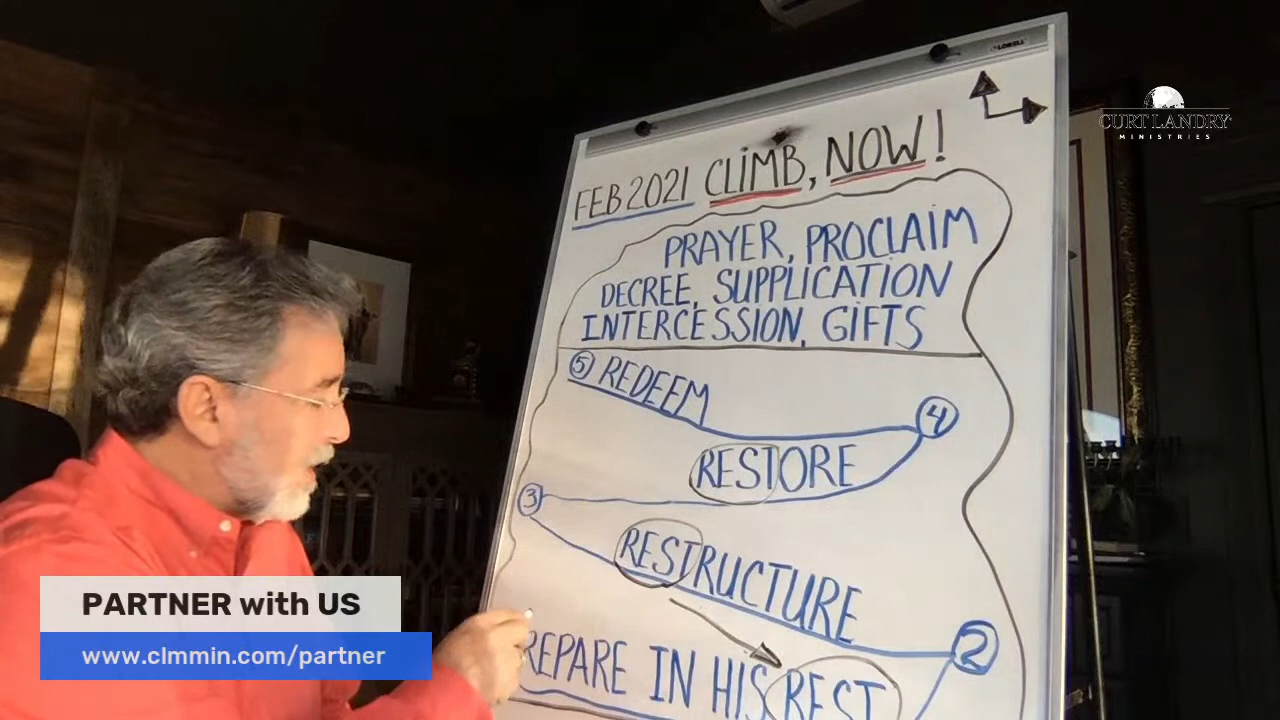 LOWELL
CURT LANDRY
MINISTRIES
FEB 2021 CLIMB, NOW!
PRAYER, PROCLAIM
DECREE, SUPPLICATION
INTERCESSION, GIFTS
5 REDEEM
4
RESTORE
3
RESTRUCTURE
2
REPARE IN HIS REST
PARTNER with US
www.clmmin.com/partner